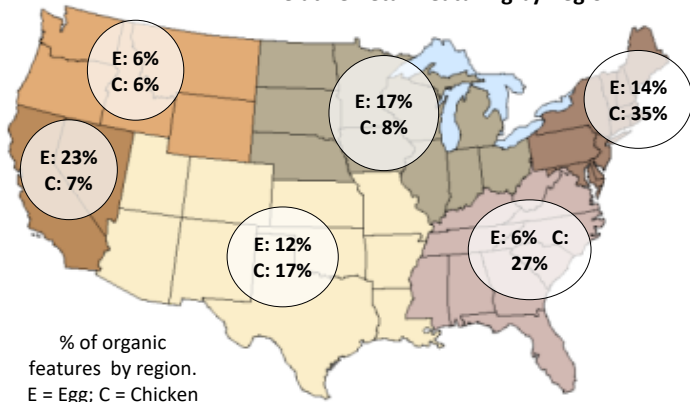 E: 6%
C: 6%
E: 17%
C: 8%
E: 14%
C: 35%
E: 23%
C: 7%
E: 12%
C: 17%
E: 6% C:
27%
% of organic
features by region.
E = Egg; C = Chicken